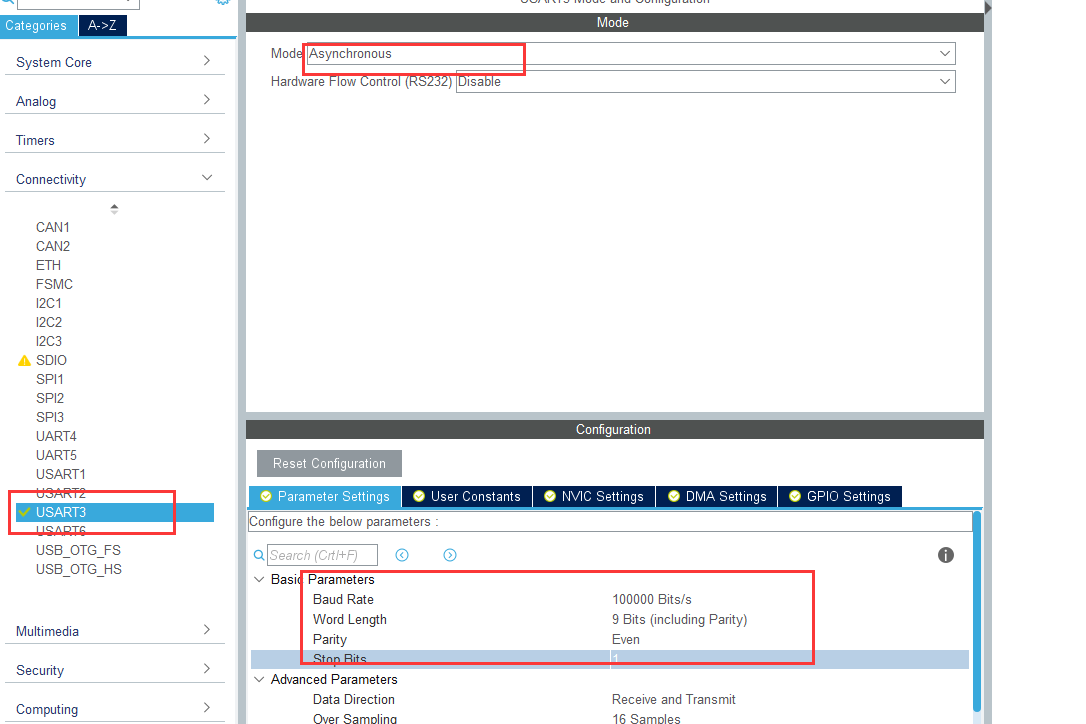 USART3 Mode and Configuration
Categories A->Z
System Core
Analog
Timers
Connectivity
CAN1
CAN2
ETH
FSMC
I2C1
I2C2
I2C3
SDIO
SPI1
SPI2
SPI3
UART4
UART5
USART1
USART2
USART3
USART6
USB_OTG_FS
USB_OTG_HS
Multimedia
Security
Computing
Mode
Mode Asynchronous
Hardware Flow Control (RS232) Disable
Configuration
Reset Configuration
Parameter Settings User Constants NVIC Settings DMA Settings GPIO Settings
Configure the below parameters :
Search (CrtI+F)
Basic Parameters
Baud Rate 100000 Bits/s
Word Length 9 Bits (including Parity)
Parity Even
Stop Bits 1
Advanced Parameters
Data Direction Receive and Transmit
Over Sampling 16 Samples